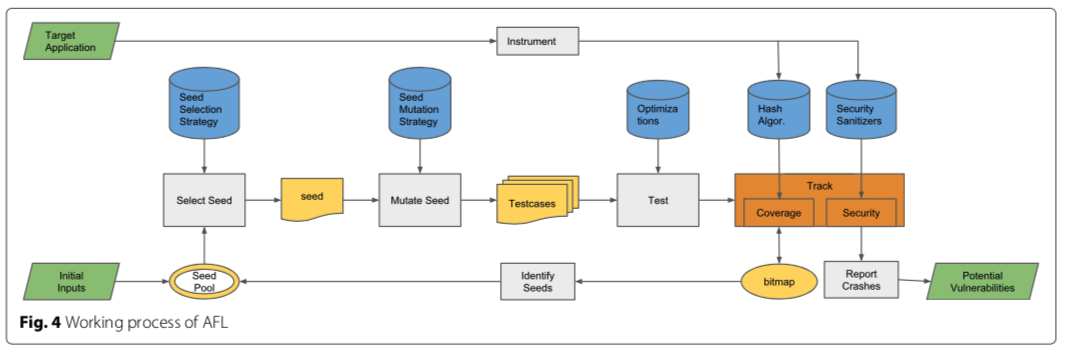 Target
Application
Instrument
Seed
Selection
Strategy
Seed
Mutation
Strategy
Optimiza
tions
Hash
Algor.
Security
Sanitizers
Select Seed
seed
Mutate Seed
Testcases
Test
Track
Coverage
Security
Initial
Inputs
Seed
Pool
Identify
Seeds
bitmap
Report
Crashes
Potential
Vulnerabilities
Fig. 4 Working process of AFL